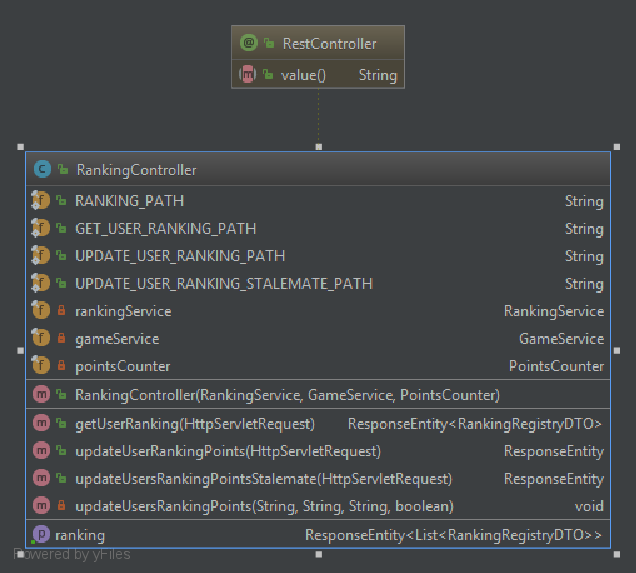 @ RestController
m value() String
C RankingController
f RANKING_PATH String
f GET_USER_RANKING_PATH String
f UPDATE_USER_RANKING_PATH String
f UPDATE_USER_RANKING_STALEMATE_PATH String
f rankingService RankingService
f gameService GameService
f pointsCounter PointsCounter
m RankingController(RankingService, GameService, PointsCounter)
m getUserRanking(HttpServletRequest) ResponseEntity<RankingRegistryDTO>
m updateUserRankingPoints(HttpServletRequest) ResponseEntity
m updateUsersRankingPointsStalemate(HttpServletRequest) ResponseEntity
m updateUsersRankingPoints(String, String, String, boolean) void
p ranking ResponseEntity<List<RankingRegistryDTO>>
Powered by yFiles